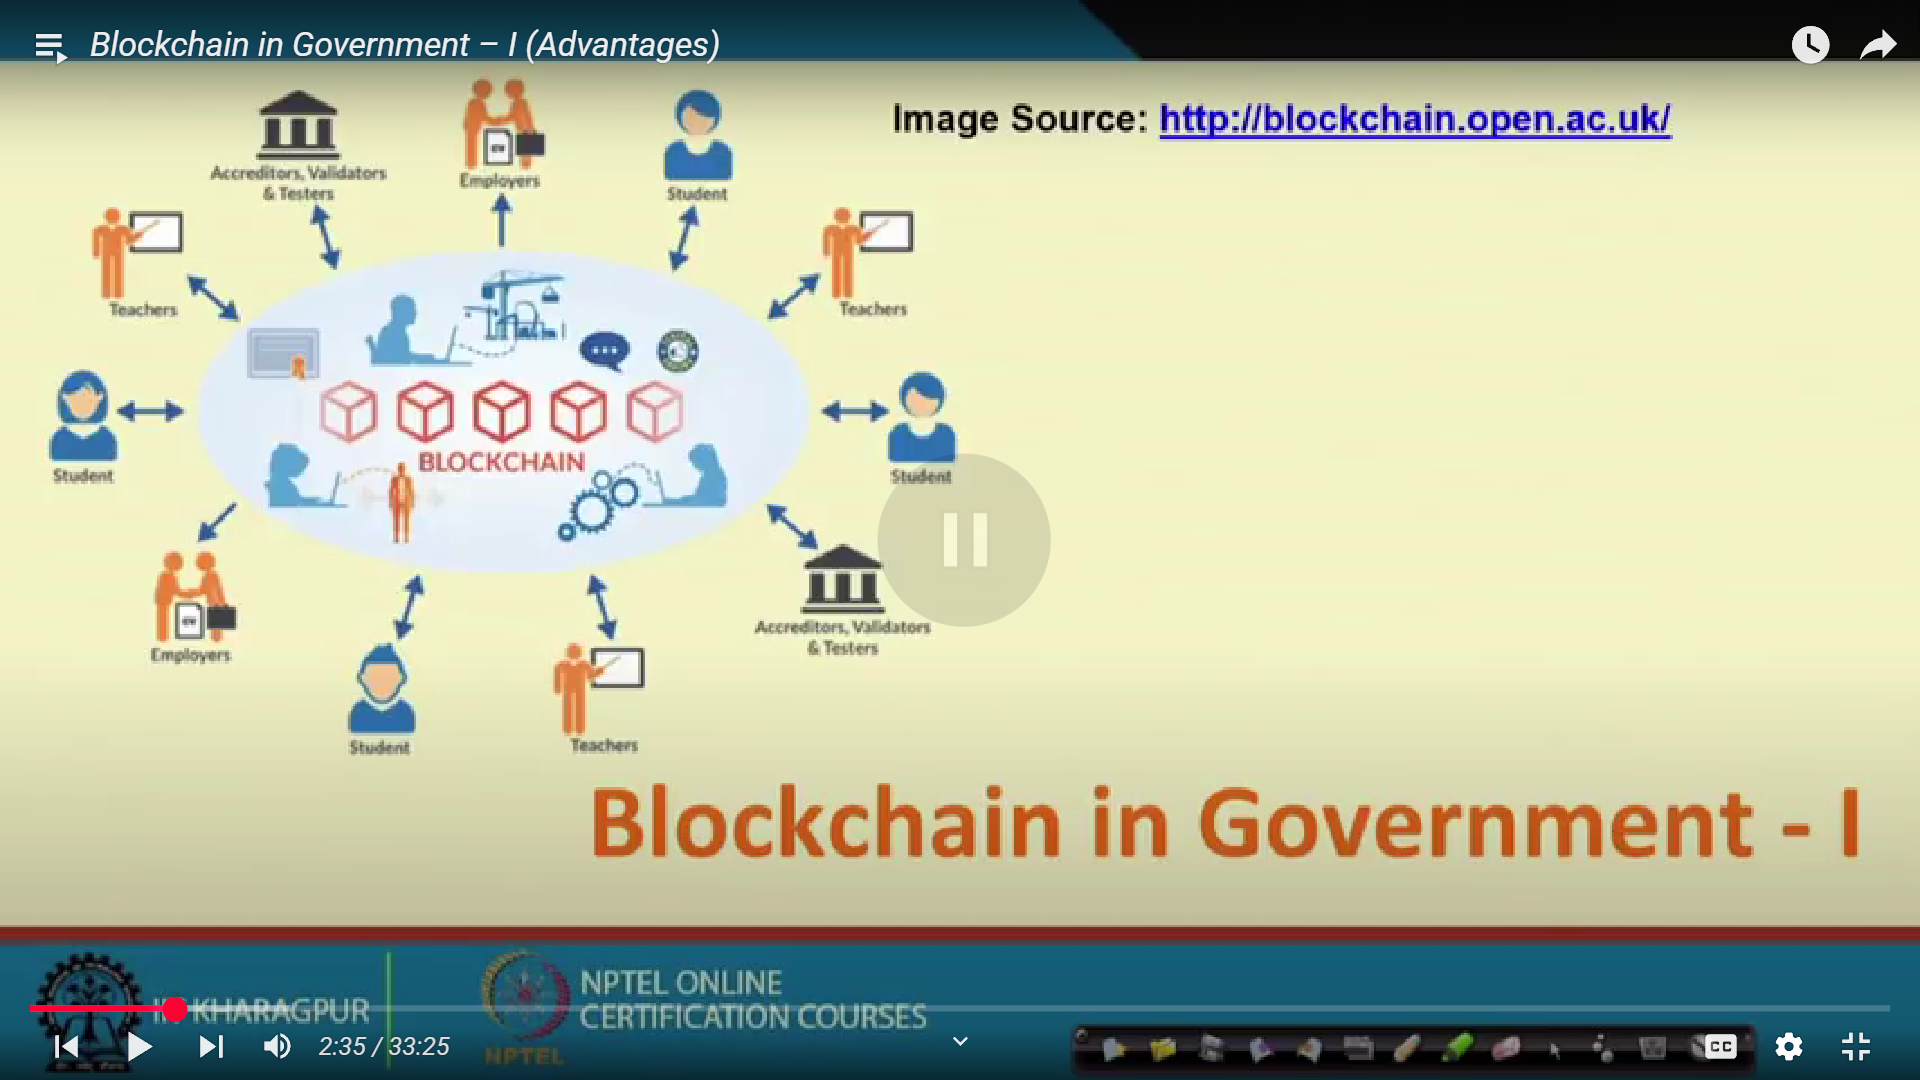 Blockchain in Government – I (Advantages)
Image Source: http://blockchain.open.ac.uk/
Accreditors, Validators
& Testers
Employers
Student
Teachers
Teachers
Student
Student
BLOCKCHAIN
Employers
Accreditors, Validators
& Testers
Student
Teachers
Blockchain in Government - I
IIT KHARAGPUR
NPTEL ONLINE
CERTIFICATION COURSES
NPTEL
2:35 / 33:25
CC